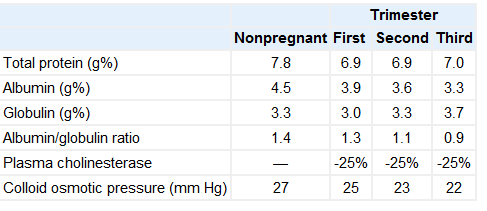 Trimester
Nonpregnant First Second Third
Total protein (g%) 7.8 6.9 6.9 7.0
Albumin (g%) 4.5 3.9 3.6 3.3
Globulin (g%) 3.3 3.0 3.3 3.7
Albumin/globulin ratio 1.4 1.3 1.1 0.9
Plasma cholinesterase — -25% -25% -25%
Colloid osmotic pressure (mm Hg) 27 25 23 22